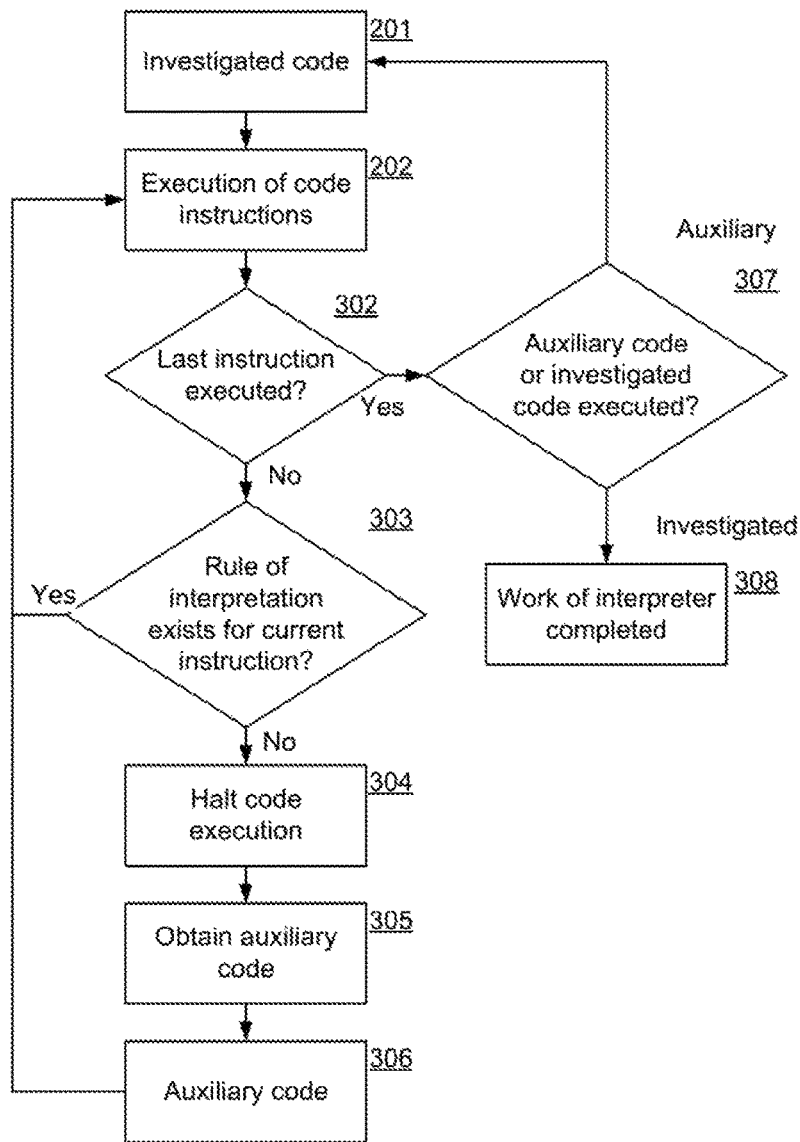 201
Investigated code
202
Execution of code
instructions
302
Last instruction
executed?
Yes
Auxiliary
307
Auxiliary code
or investigated
code executed?
No
303
Rule of
interpretation
exists for current
instruction?
Yes
Investigated
308
Work of interpreter
completed
No
304
Halt code
execution
305
Obtain auxiliary
code
306
Auxiliary code